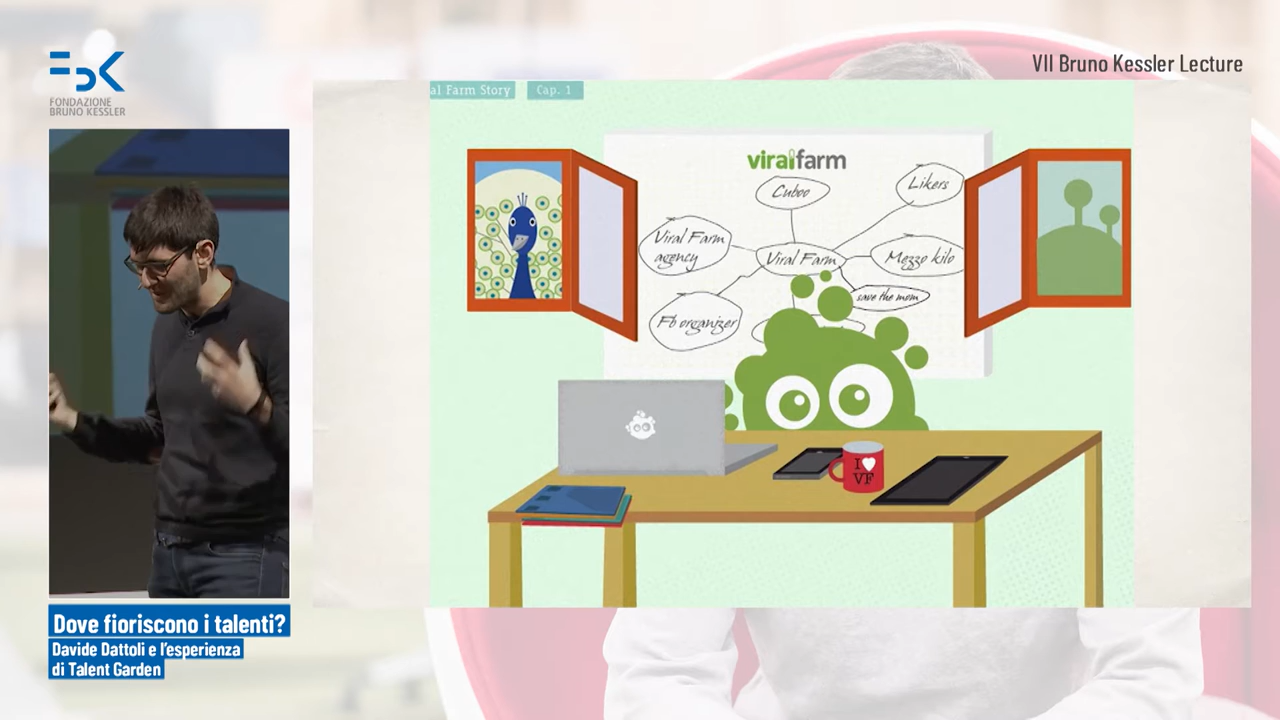 FONDAZIONE
BRUNO KESSLER
VII Bruno Kessler Lecture
al Farm Story
Cap. 1
viralfarm
Cuboo
Likers
Viral Farm
agency
Viral Farm
Mezzo kilo
save the mom
Fb organizer
I
VF
Dove fioriscono i talenti?
Davide Dattoli e l'esperienza
di Talent Garden